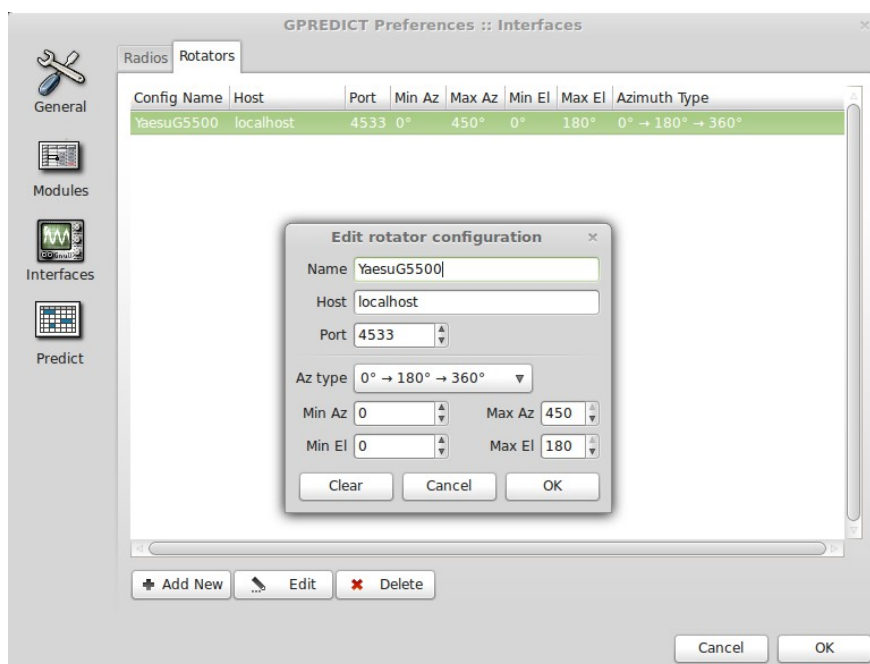 GPREDICT Preferences :: Interfaces
General
Modules
Interfaces
Predict
Radios Rotators
Config Name Host Port Min Az Max Az Min El Max El Azimuth Type
YaesuG5500 localhost 4533 0° 450° 0° 180° 0° → 180° → 360°
Edit rotator configuration
Name YaesuG5500
Host localhost
Port 4533
Az type 0° → 180° → 360°
Min Az 0 Max Az 450
Min El 0 Max El 180
Clear Cancel OK
Add New Edit Delete
Cancel OK